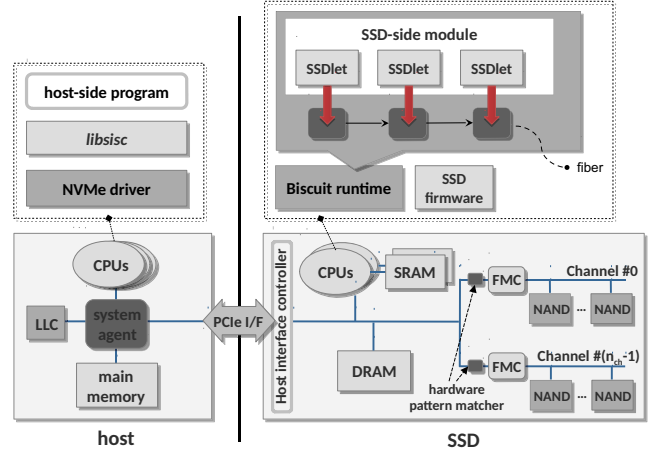 host-side program
libsisc
NVMe driver
CPUs
LLC
system
agent
main
memory
host
PCIe I/F
SSD-side module
SSDlet
SSDlet
SSDlet
fiber
Biscuit runtime
SSD
firmware
Host interface controller
CPUs
SRAM
DRAM
FMC
Channel #0
NAND ... NAND
hardware
pattern matcher
FMC
Channel #(nch-1)
NAND ... NAND
SSD